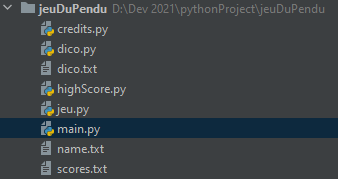 jeuDuPendu D:\Dev 2021\pythonProject\jeuDuPendu
credits.py
dico.py
dico.txt
highScore.py
jeu.py
main.py
name.txt
scores.txt